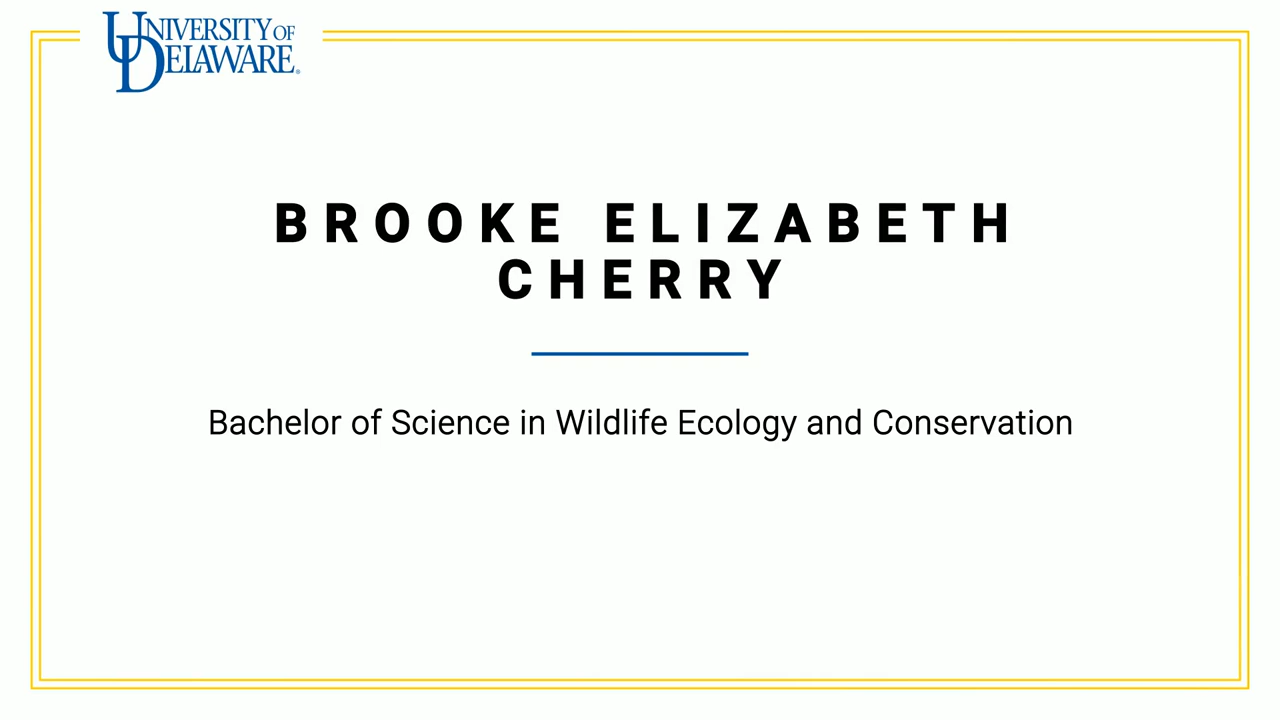 UNIVERSITY OF
DELAWARE®
BROOKE ELIZABETH
CHERRY
Bachelor of Science in Wildlife Ecology and Conservation